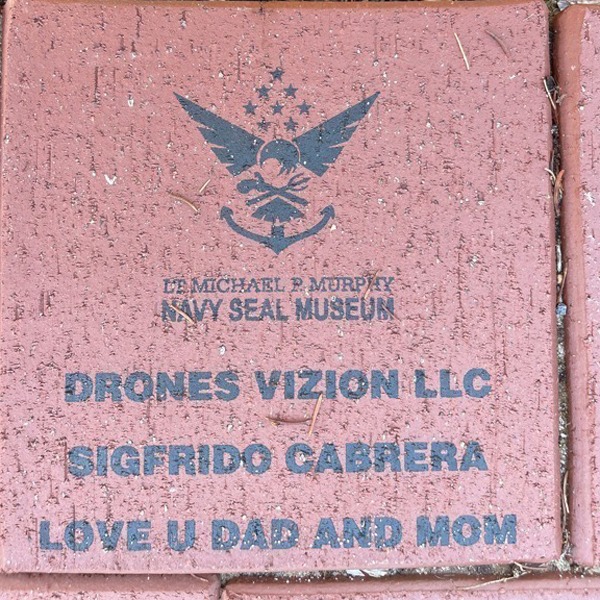 LT. MICHAEL P. MURPHY
NAVY SEAL MUSEUM
DRONES VIZION LLC
SIGFRIDO CABRERA
LOVE U DAD AND MOM